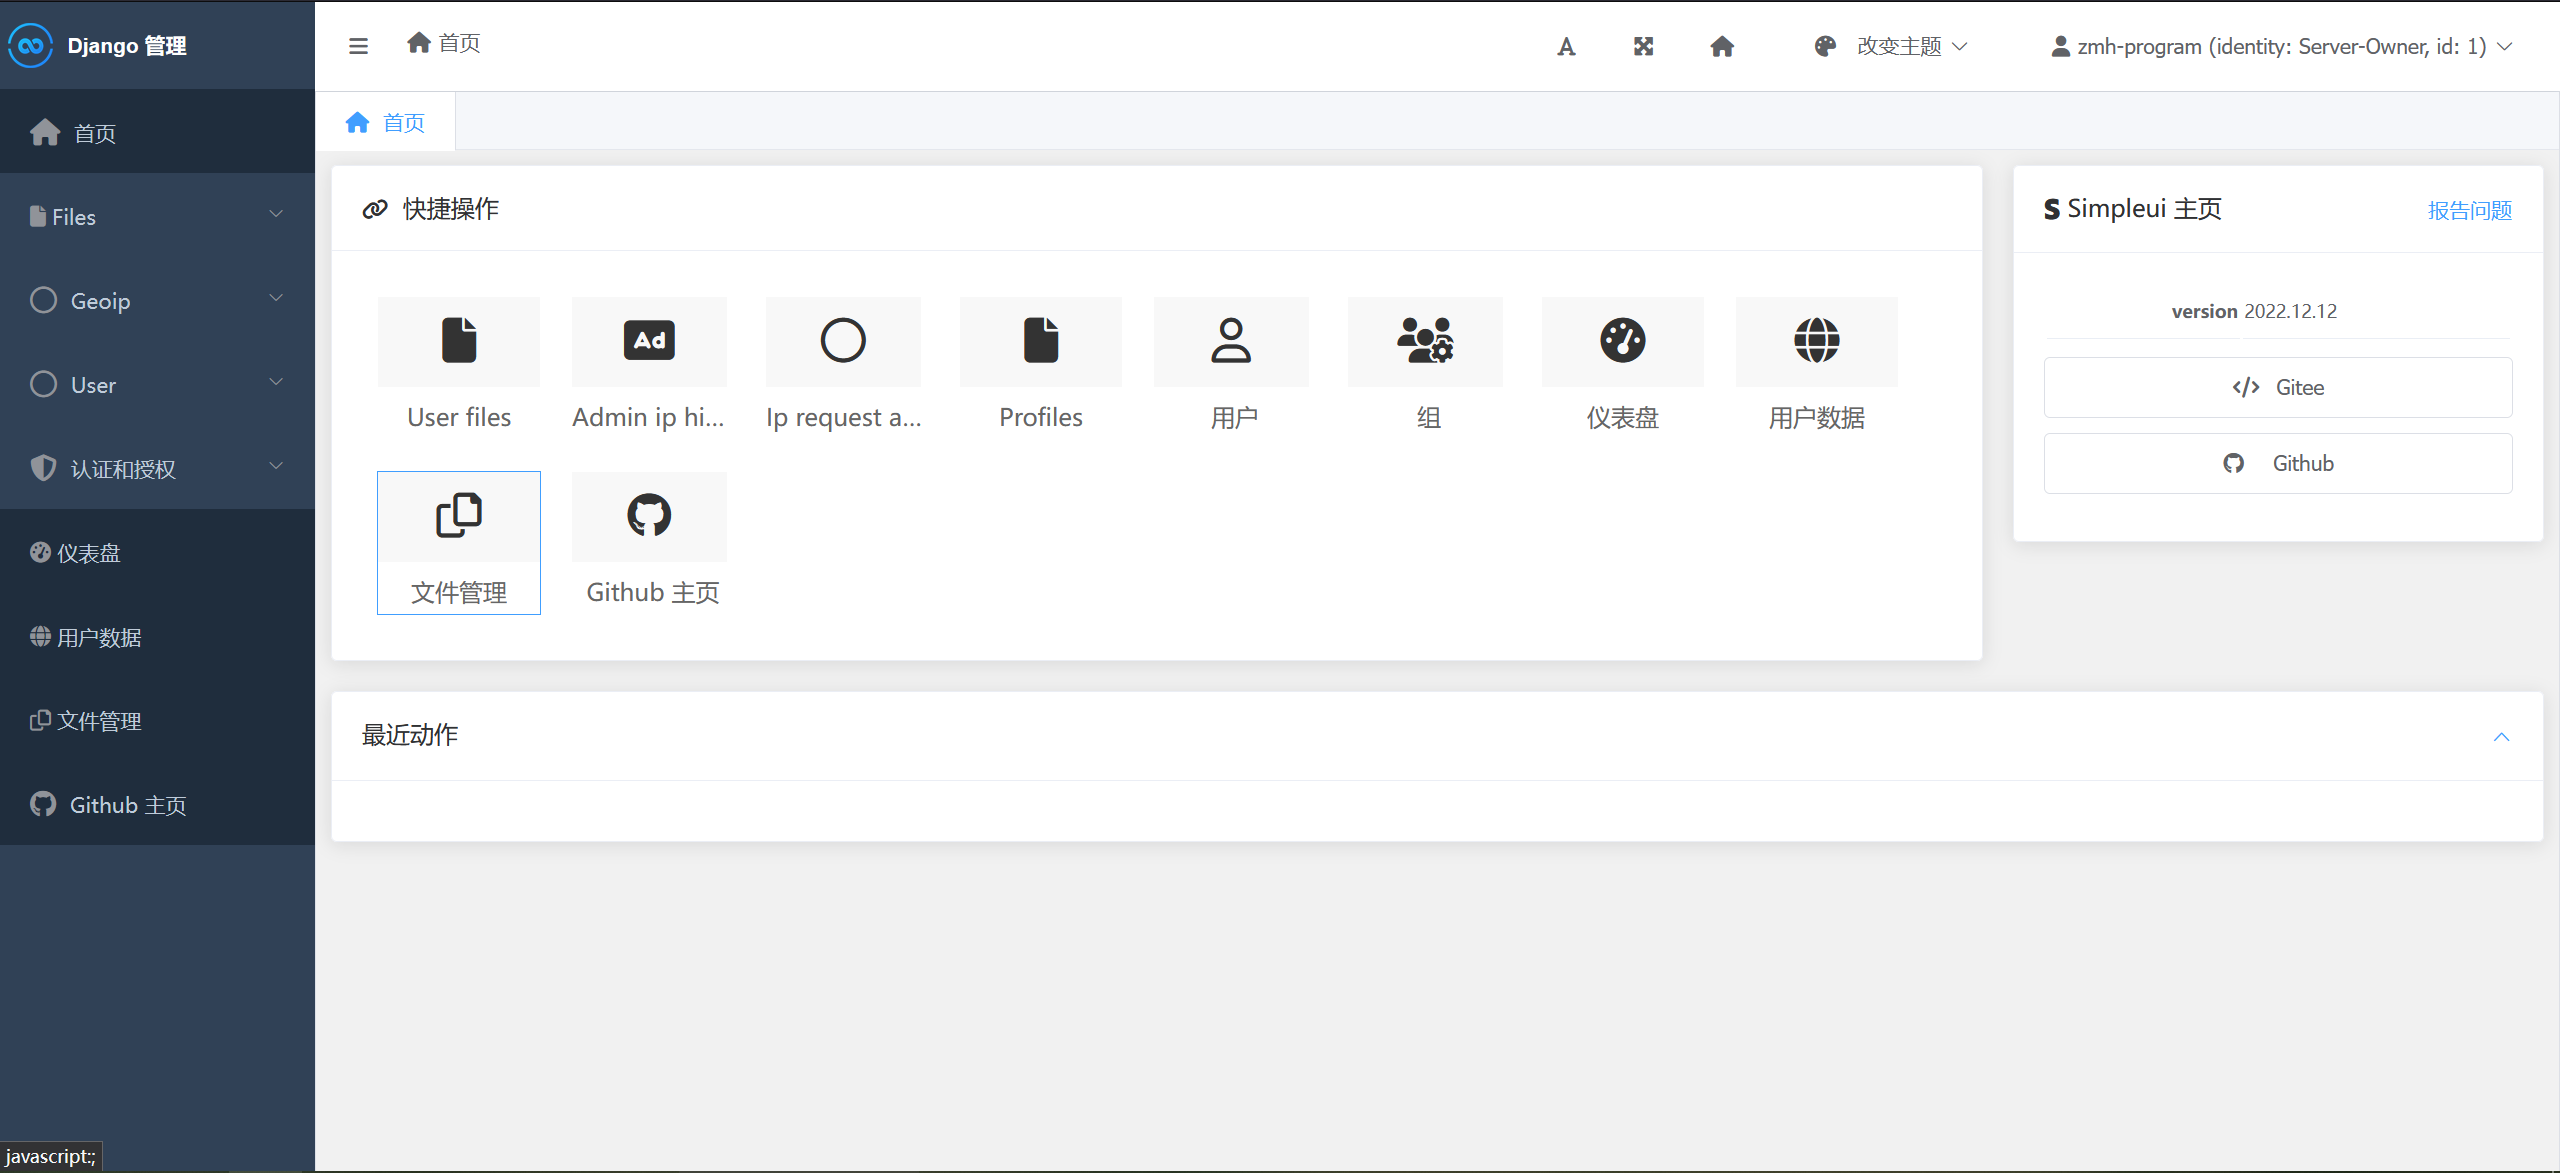 Django 管理
首页
Files
Geoip
User
认证和授权
仪表盘
用户数据
文件管理
Github 主页
首页
改变主题
zmh-program (identity: Server-Owner, id: 1)
首页
快捷操作
User files
Ad
Admin ip hi...
Ip request a...
Profiles
用户
组
仪表盘
用户数据
文件管理
Github 主页
S Simpleui 主页
报告问题
version 2022.12.12
</> Gitee
Github
最近动作
javascript:;